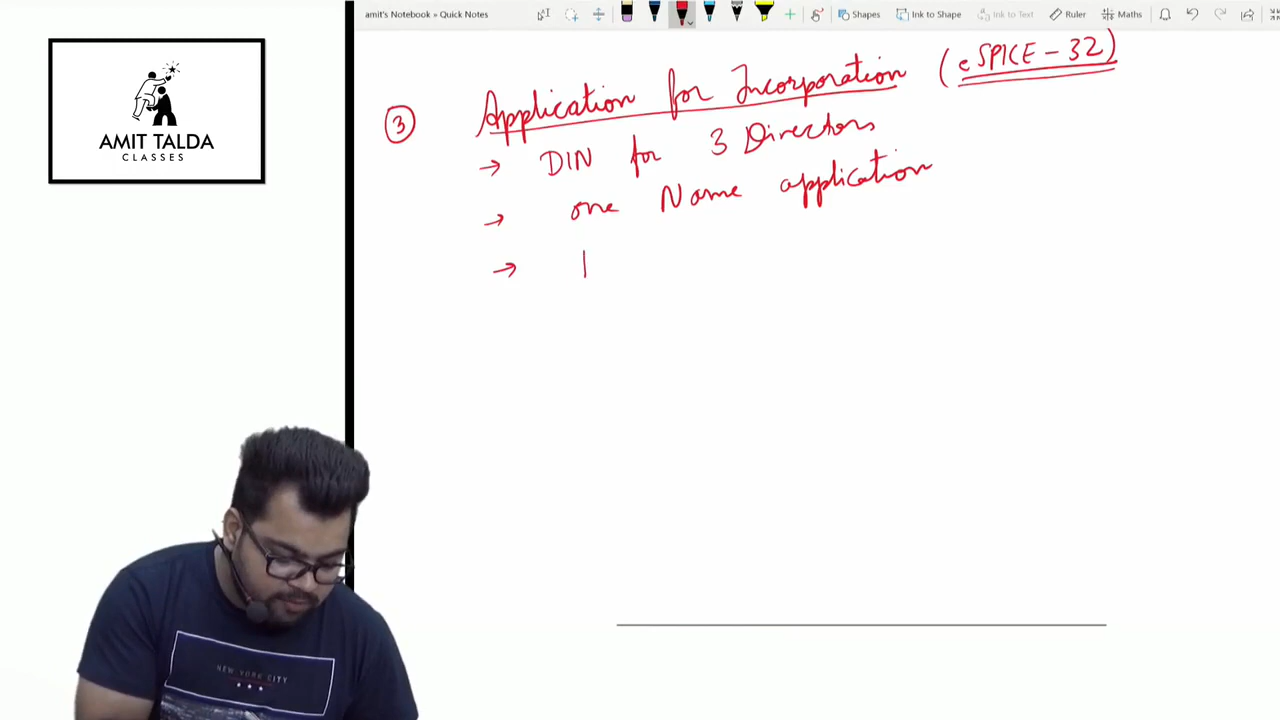 amit's Notebook » Quick Notes
Shapes
Ink to Shape
Ink to Text
Ruler
Maths
AMIT TALDA
CLASSES
③ Application for Incorporation (eSPICE-32)
→ DIN for 3 Directors
→ one Name application
→
NEW YORK CITY